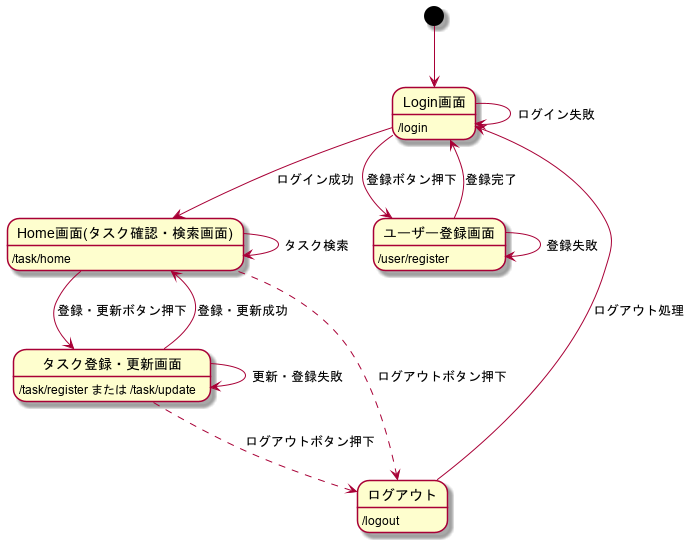 Login画面
/login
ログイン失敗
ログイン成功
登録ボタン押下
登録完了
Home画面(タスク確認・検索画面)
/task/home
タスク検索
ユーザー登録画面
/user/register
登録失敗
登録・更新ボタン押下
登録・更新成功
ログアウト処理
タスク登録・更新画面
/task/register または /task/update
更新・登録失敗
ログアウトボタン押下
ログアウトボタン押下
ログアウト
/logout